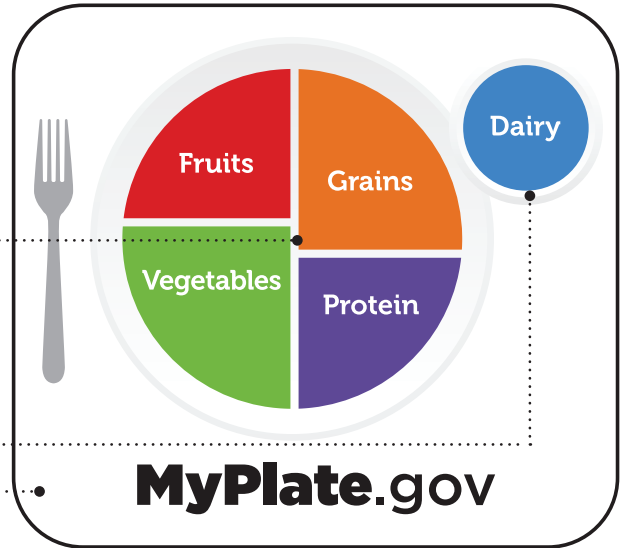 Fruits
Grains
Dairy
Vegetables
Protein
MyPlate.gov